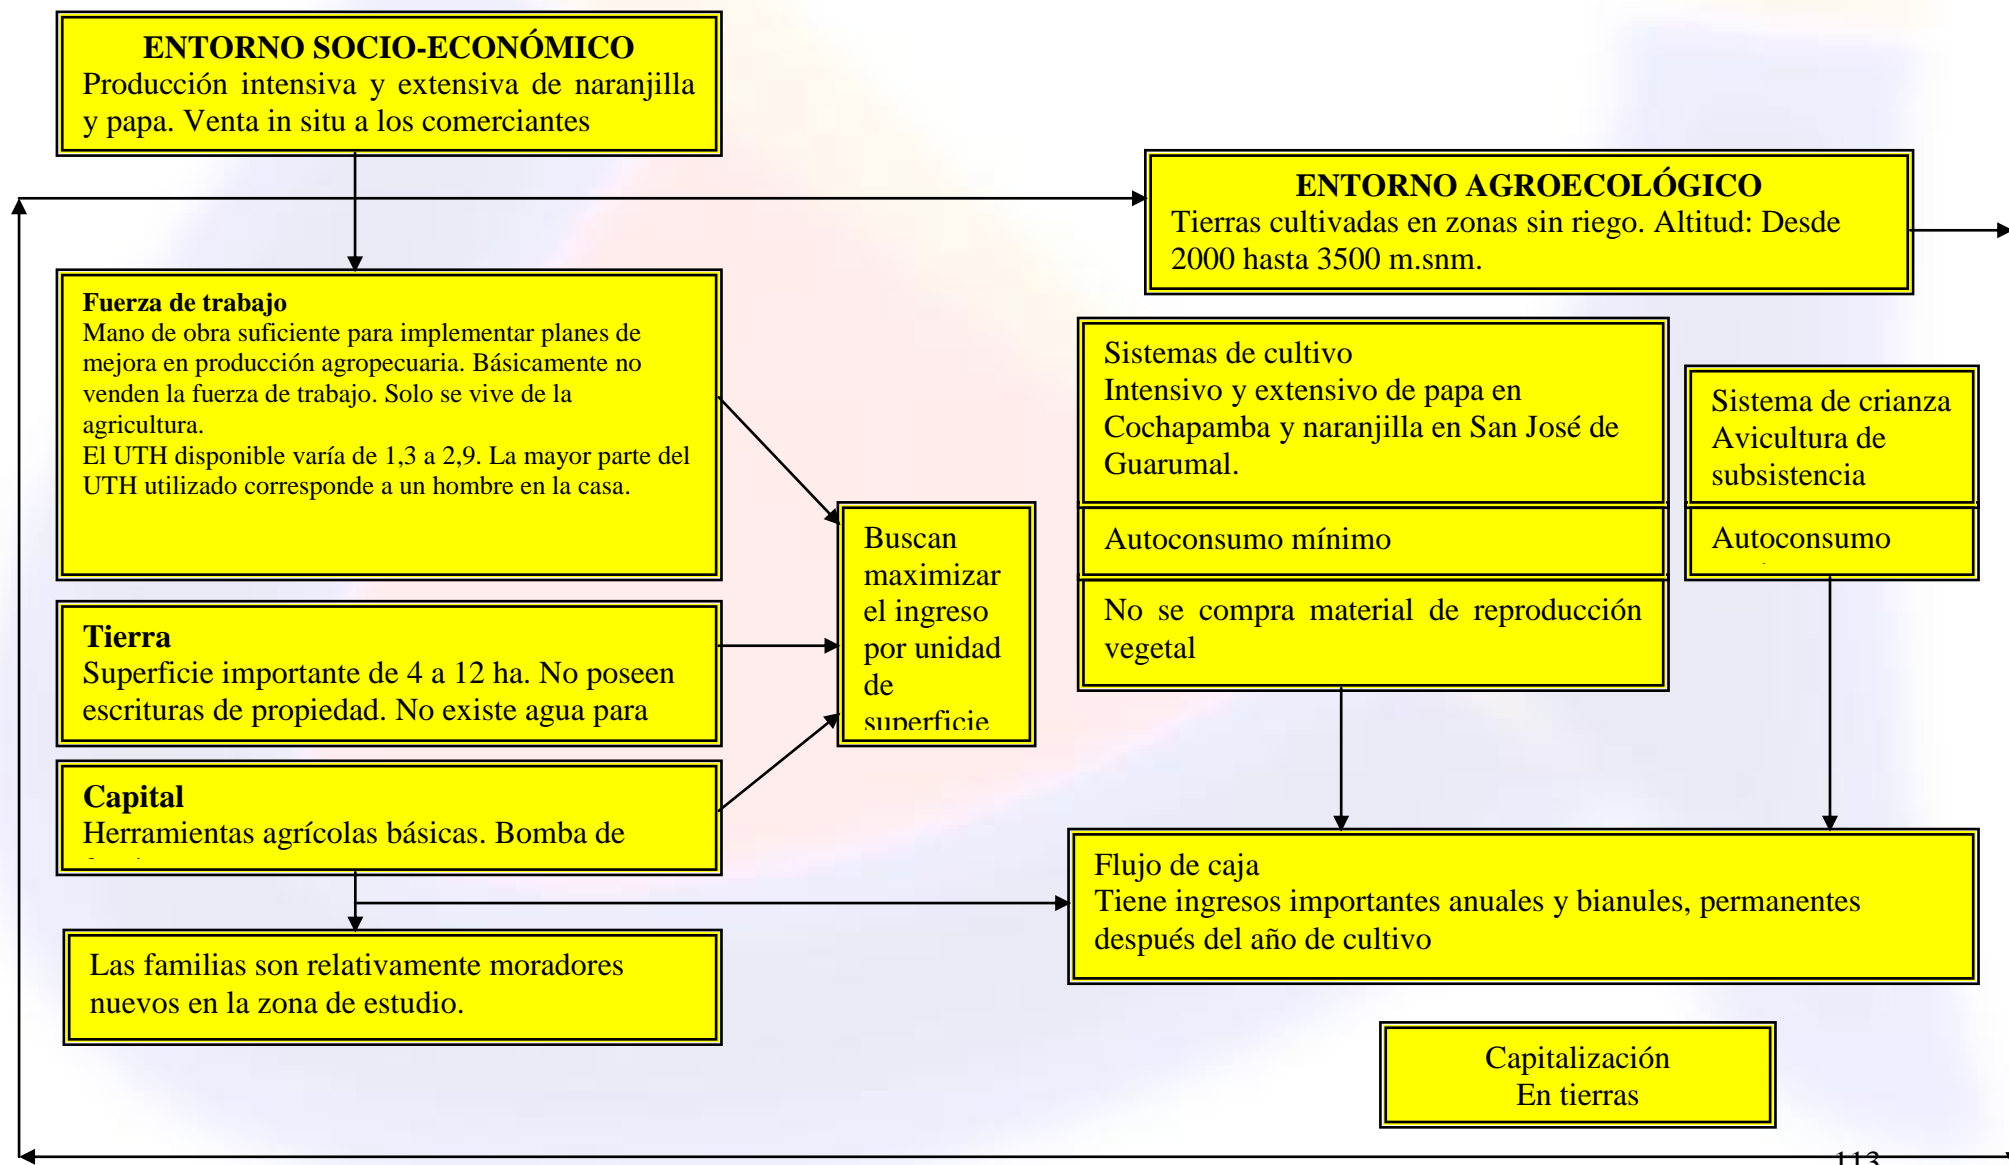 ENTORNO SOCIO-ECONÓMICO
Producción intensiva y extensiva de naranjilla
y papa. Venta in situ a los comerciantes
ENTORNO AGROECOLÓGICO
Tierras cultivadas en zonas sin riego. Altitud: Desde
2000 hasta 3500 m.snm.
Fuerza de trabajo
Mano de obra suficiente para implementar planes de
mejora en producción agropecuaria. Básicamente no
venden la fuerza de trabajo. Solo se vive de la
agricultura.
El UTH disponible varía de 1,3 a 2,9. La mayor parte del
UTH utilizado corresponde a un hombre en la casa.
Tierra
Superficie importante de 4 a 12 ha. No poseen
escrituras de propiedad. No existe agua para
Capital
Herramientas agrícolas básicas. Bomba de
Las familias son relativamente moradores
nuevos en la zona de estudio.
Buscan
maximizar
el ingreso
por unidad
de
superficie
Sistemas de cultivo
Intensivo y extensivo de papa en
Cochapamba y naranjilla en San José de
Guarumal.
Autoconsumo mínimo
No se compra material de reproducción
vegetal
Sistema de crianza
Avicultura de
subsistencia
Autoconsumo
Flujo de caja
Tiene ingresos importantes anuales y bianules, permanentes
después del año de cultivo
Capitalización
En tierras
113